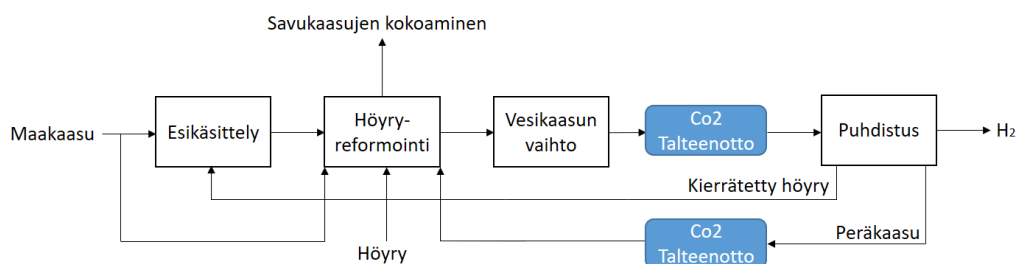 Savukaasujen kokoaminen
Maakaasu
Esikäsittely
Höyry-
reformointi
Vesikaasun
vaihto
Co2
Talteenotto
Puhdistus
H₂
Kierrätetty höyry
Höyry
Co2
Talteenotto
Peräkaasu